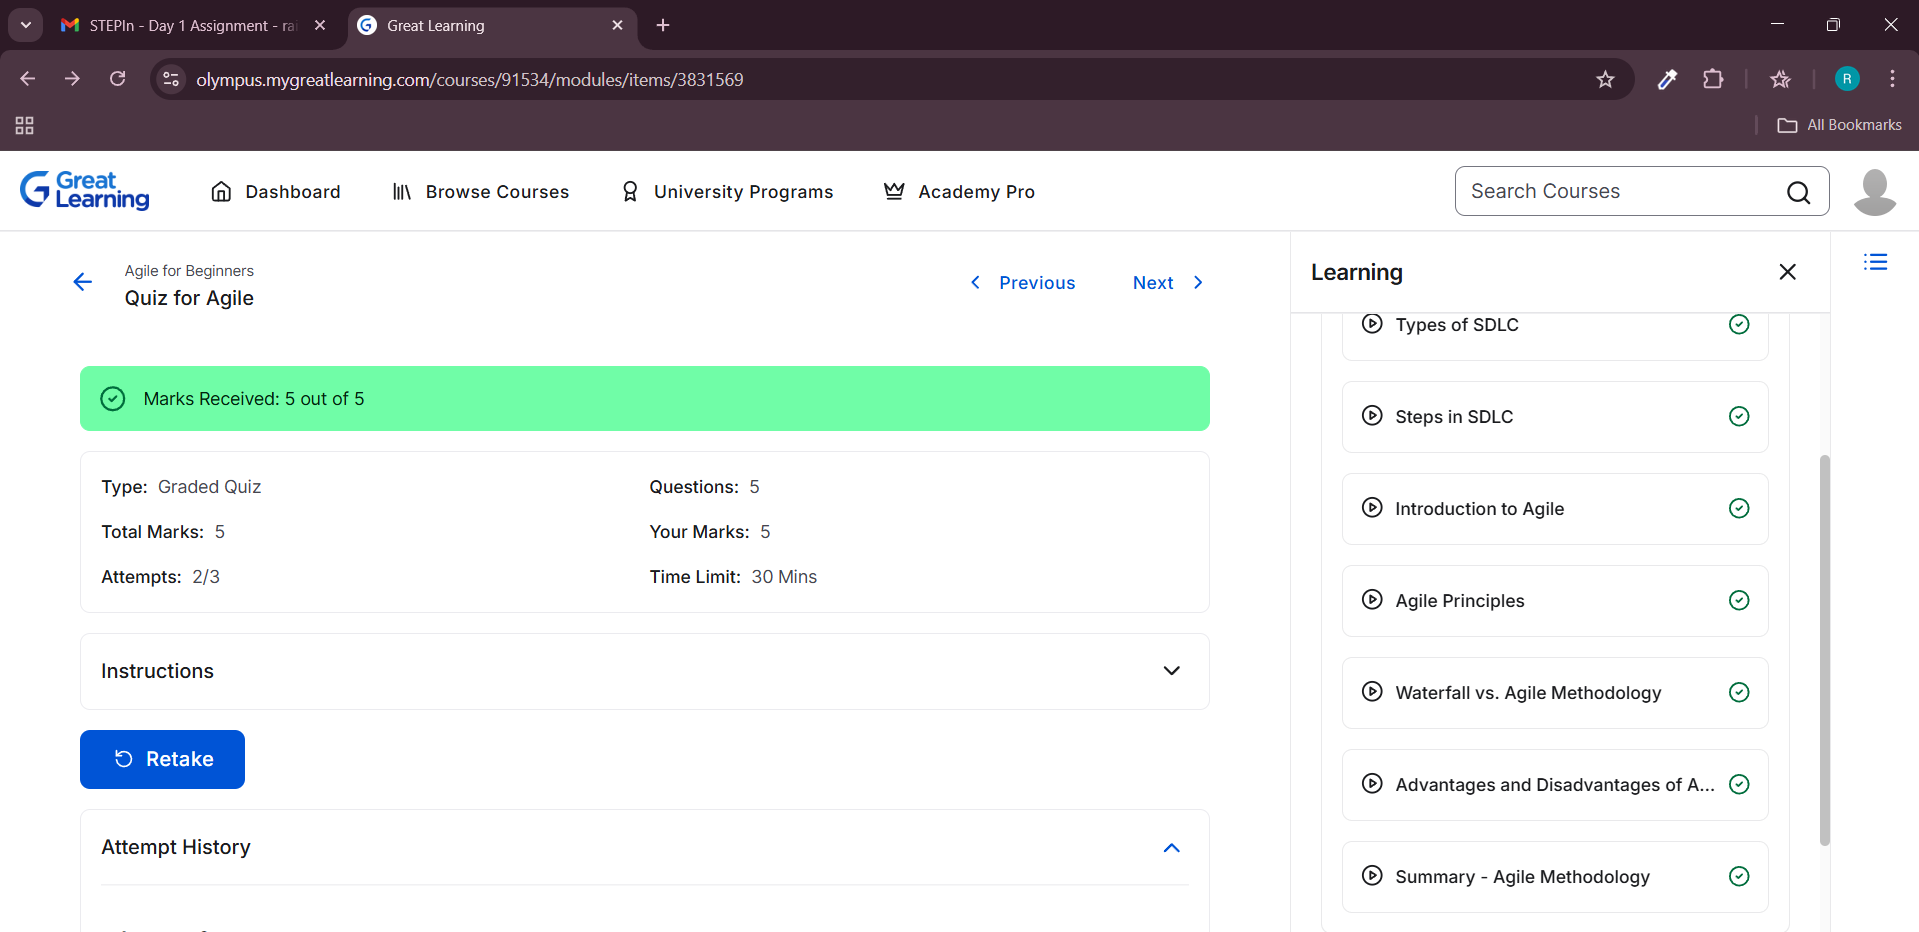 STEPIn - Day 1 Assignment - rai
Great Learning
olympus.mygreatlearning.com/courses/91534/modules/items/3831569
R
All Bookmarks
Great Learning
Dashboard
Browse Courses
University Programs
Academy Pro
Search Courses
Agile for Beginners
Quiz for Agile
Previous
Next
Marks Received: 5 out of 5
Type: Graded Quiz
Questions: 5
Total Marks: 5
Your Marks: 5
Attempts: 2/3
Time Limit: 30 Mins
Instructions
Retake
Attempt History
Learning
Types of SDLC
Steps in SDLC
Introduction to Agile
Agile Principles
Waterfall vs. Agile Methodology
Advantages and Disadvantages of A...
Summary - Agile Methodology